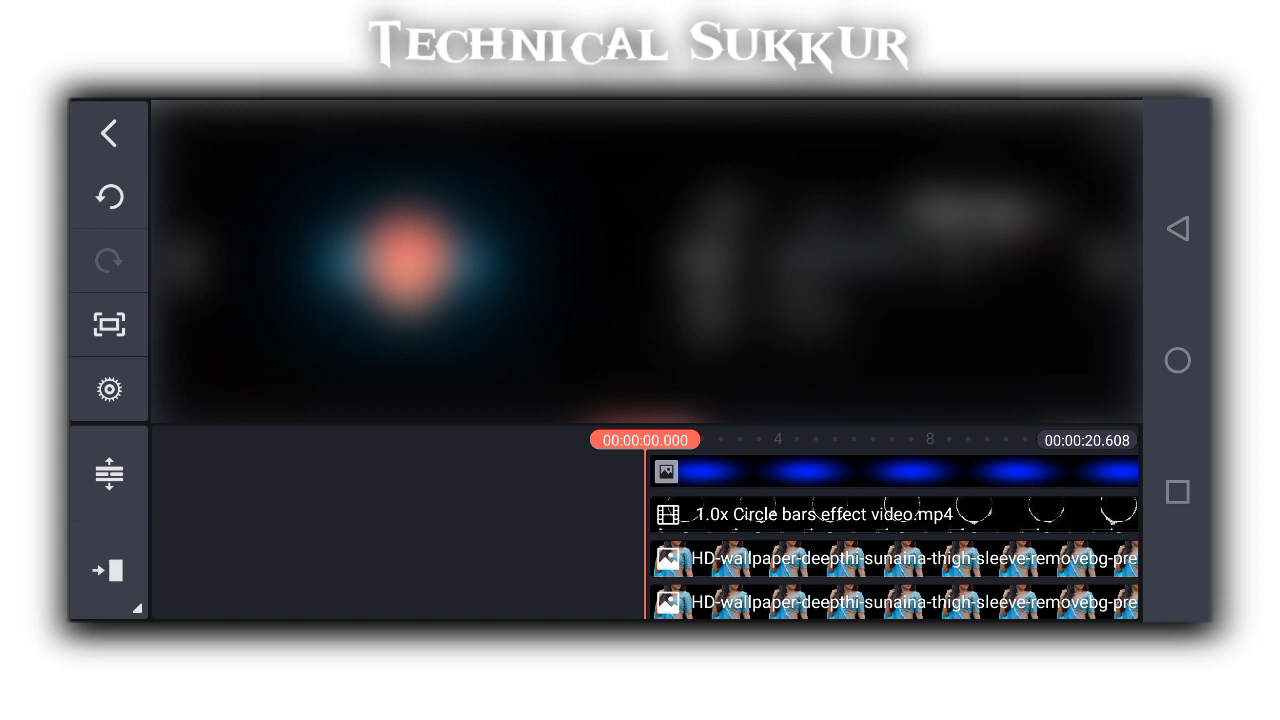 Technical Sukkur
00:00:00.000
4
8
00:00:20.608
1.0x Circle bars effect video.mp4
HD-wallpaper-deepthi-sunaina-thigh-sleeve-removebg-pre
HD-wallpaper-deepthi-sunaina-thigh-sleeve-removebg-pre